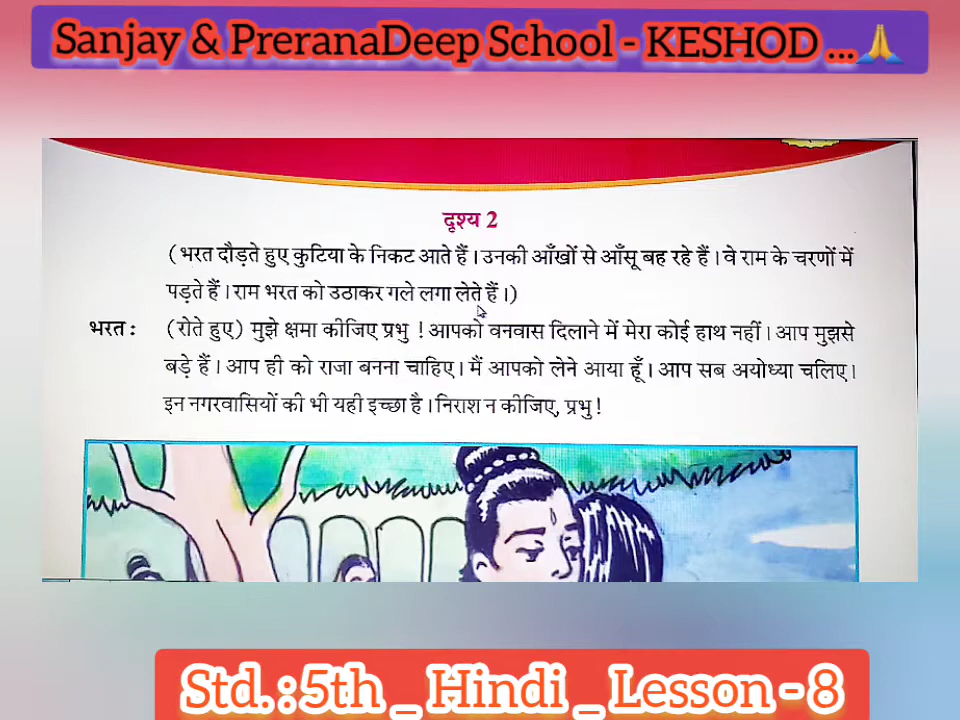 Sanjay & PreranaDeep School - KESHOD ...🙏
दृश्य 2
(भरत दौड़ते हुए कुटिया के निकट आते हैं। उनकी आँखों से आँसू बह रहे हैं। वे राम के चरणों में
पड़ते हैं। राम भरत को उठाकर गले लगा लेते हैं।)
भरत : (रोते हुए) मुझे क्षमा कीजिए प्रभु ! आपको वनवास दिलाने में मेरा कोई हाथ नहीं। आप मुझसे
बड़े हैं। आप ही को राजा बनना चाहिए। मैं आपको लेने आया हूँ। आप सब अयोध्या चलिए।
इन नगरवासियों की भी यही इच्छा है। निराश न कीजिए, प्रभु !
Std. : 5th _ Hindi _ Lesson - 8